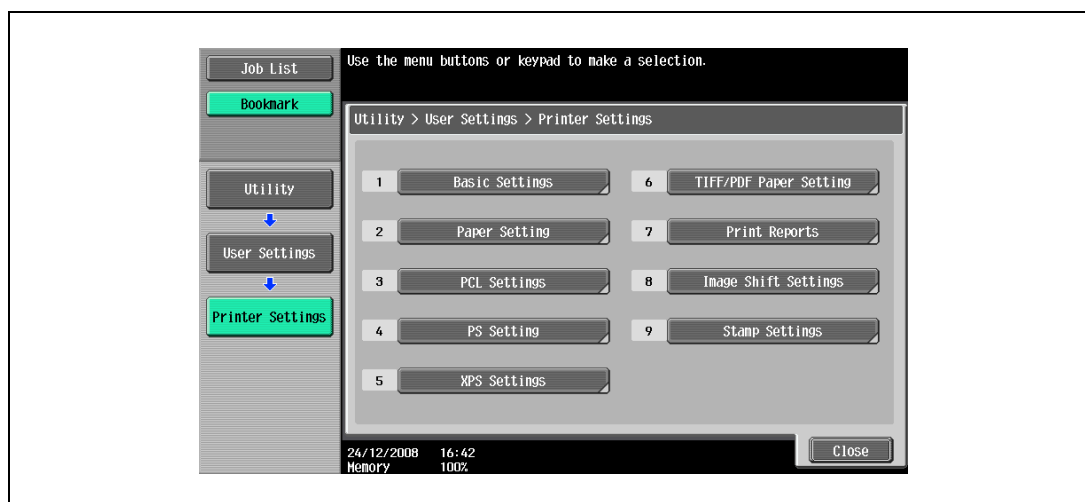 Job List
Bookmark
Utility
User Settings
Printer Settings
Use the menu buttons or keypad to make a selection.
Utility > User Settings > Printer Settings
1 Basic Settings
2 Paper Setting
3 PCL Settings
4 PS Setting
5 XPS Settings
6 TIFF/PDF Paper Setting
7 Print Reports
8 Image Shift Settings
9 Stamp Settings
24/12/2008 16:42
Memory 100%
Close